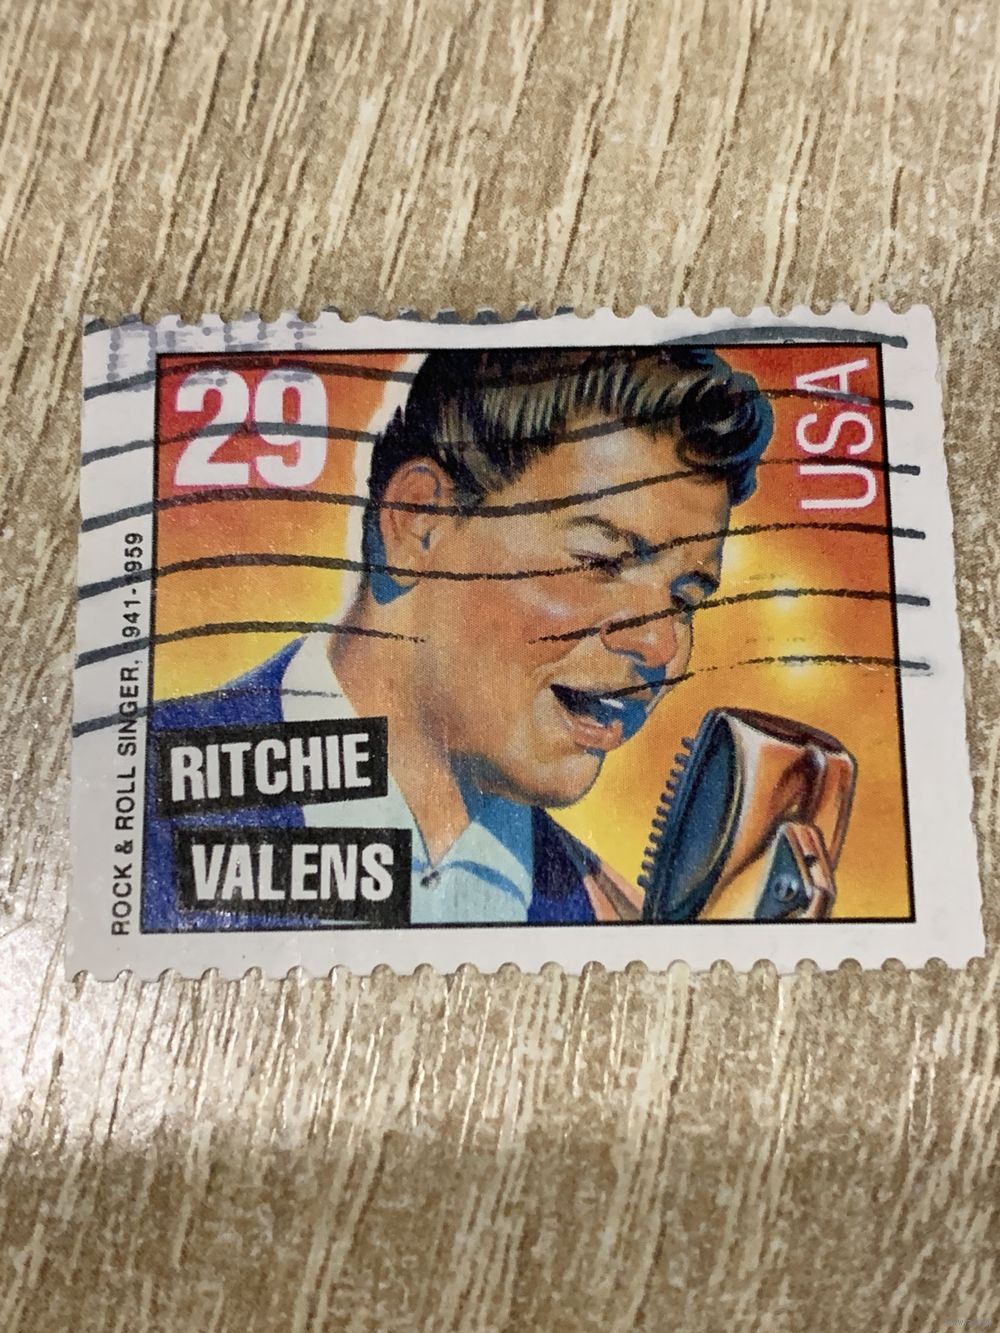 29
USA
RITCHIE
VALENS
ROCK & ROLL SINGER, 1941-1959